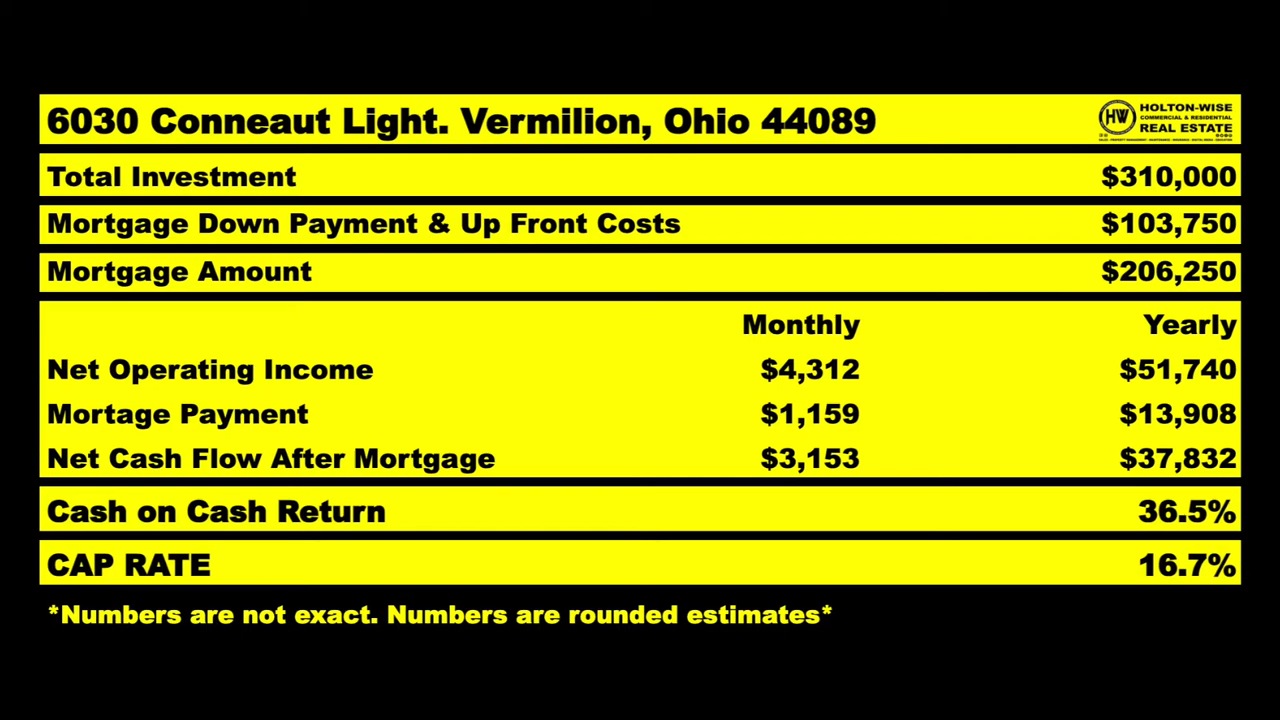 6030 Conneaut Light. Vermilion, Ohio 44089
HW
HOLTON-WISE
COMMERCIAL & RESIDENTIAL
REAL ESTATE
Total Investment $310,000
Mortgage Down Payment & Up Front Costs $103,750
Mortgage Amount $206,250
Monthly Yearly
Net Operating Income $4,312 $51,740
Mortage Payment $1,159 $13,908
Net Cash Flow After Mortgage $3,153 $37,832
Cash on Cash Return 36.5%
CAP RATE 16.7%
*Numbers are not exact. Numbers are rounded estimates*